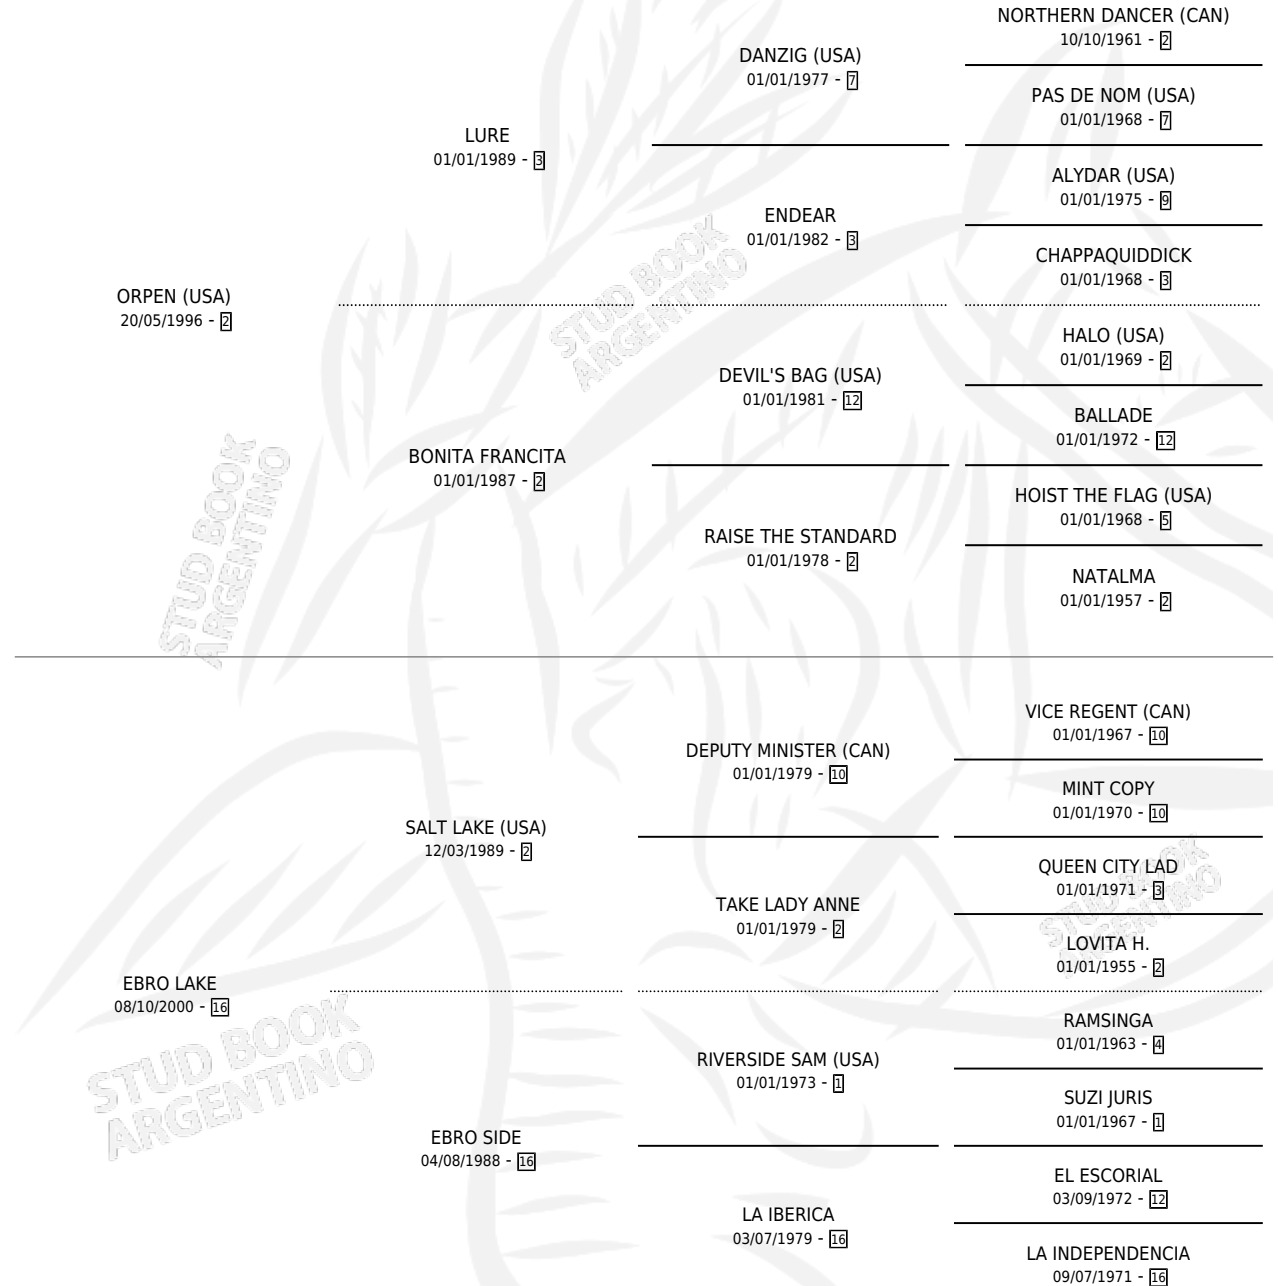 NORTHERN DANCER (CAN)
10/10/1961 - 2
DANZIG (USA)
01/01/1977 - 7
PAS DE NOM (USA)
01/01/1968 - 7
LURE
01/01/1989 - 3
ALYDAR (USA)
01/01/1975 - 9
ENDEAR
01/01/1982 - 3
CHAPPAQUIDDICK
01/01/1968 - 3
ORPEN (USA)
20/05/1996 - 2
HALO (USA)
01/01/1969 - 2
DEVIL'S BAG (USA)
01/01/1981 - 12
BALLADE
01/01/1972 - 12
BONITA FRANCITA
01/01/1987 - 2
HOIST THE FLAG (USA)
01/01/1968 - 5
RAISE THE STANDARD
01/01/1978 - 2
NATALMA
01/01/1957 - 2
STUD BOOK
ARGENTINO
STUD BOOK
ARGENTINO
VICE REGENT (CAN)
01/01/1967 - 10
DEPUTY MINISTER (CAN)
01/01/1979 - 10
MINT COPY
01/01/1970 - 10
SALT LAKE (USA)
12/03/1989 - 2
QUEEN CITY LAD
01/01/1971 - 3
TAKE LADY ANNE
01/01/1979 - 2
LOVITA H.
01/01/1955 - 2
STUD BOOK
ARGENTINO
EBRO LAKE
08/10/2000 - 16
RAMSINGA
01/01/1963 - 4
RIVERSIDE SAM (USA)
01/01/1973 - 1
SUZI JURIS
01/01/1967 - 1
EBRO SIDE
04/08/1988 - 16
EL ESCORIAL
03/09/1972 - 12
LA IBERICA
03/07/1979 - 16
LA INDEPENDENCIA
09/07/1971 - 16
STUD BOOK
ARGENTINO